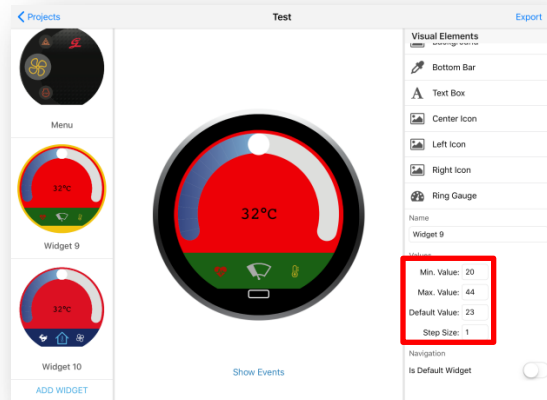 Projects
Test
Export
Menu
32°C
Widget 9
32°C
Widget 10
ADD WIDGET
32°C
Show Events
Visual Elements
Background
Bottom Bar
A Text Box
Center Icon
Left Icon
Right Icon
Ring Gauge
Name
Widget 9
Values
Min. Value: 20
Max. Value: 44
Default Value: 23
Step Size: 1
Navigation
Is Default Widget